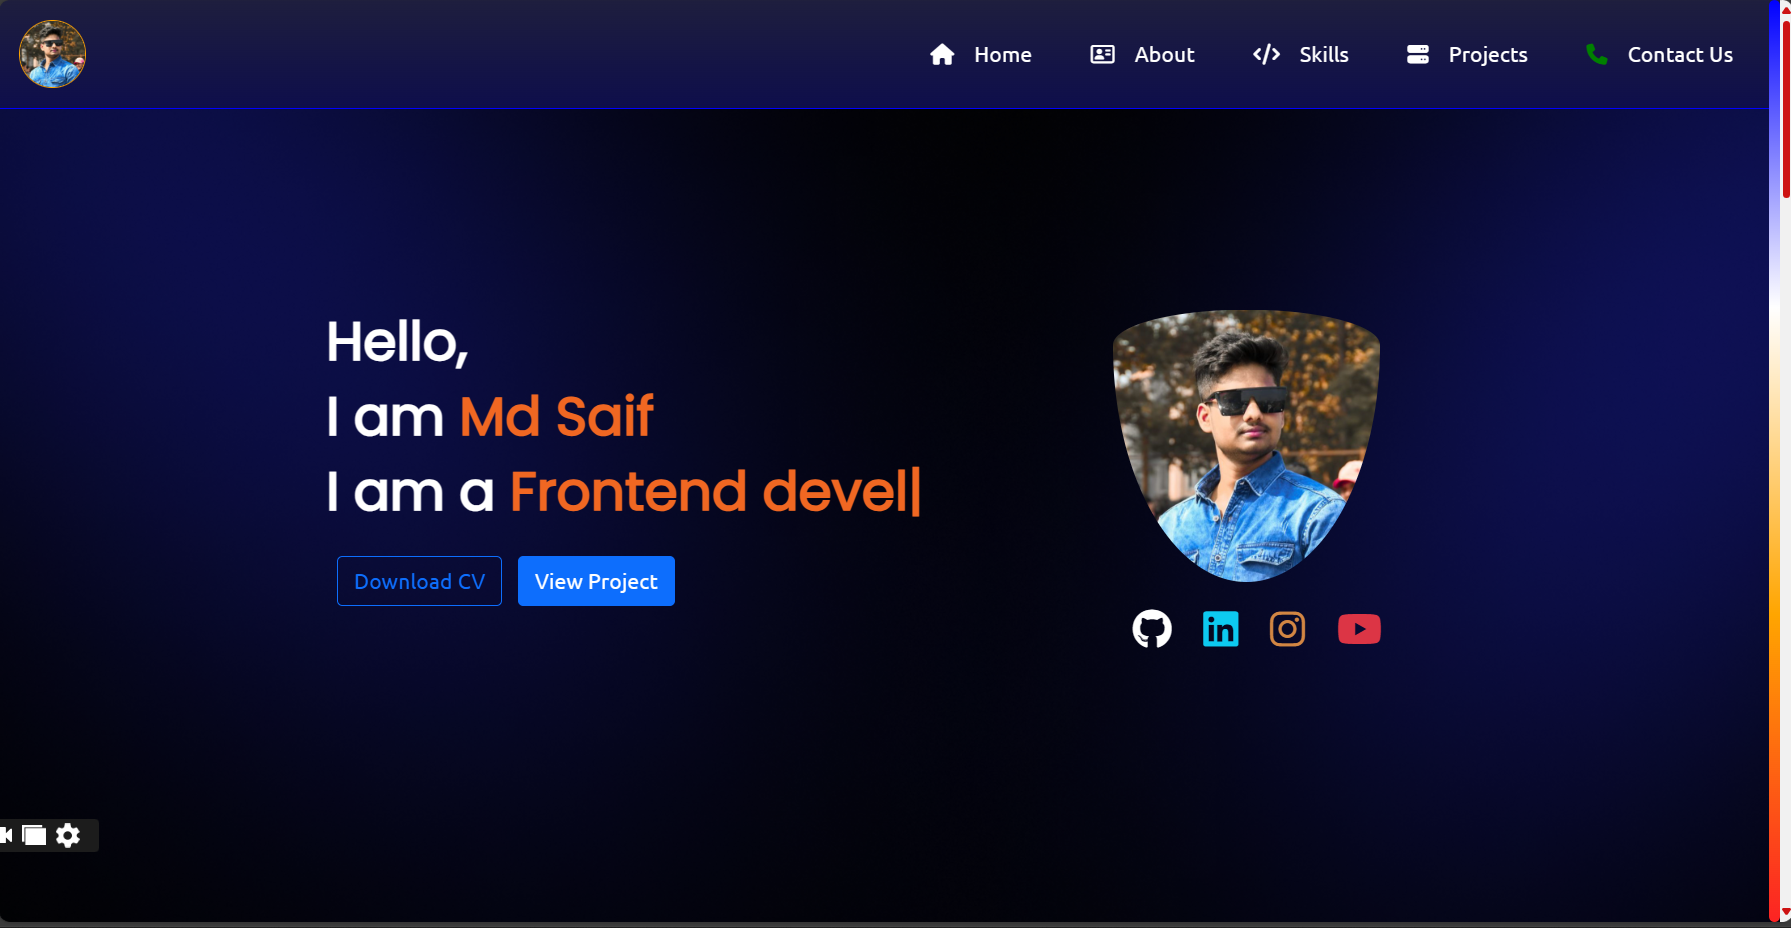 Home
About
Skills
Projects
Contact Us
Hello,
I am Md Saif
I am a Frontend devel|
Download CV
View Project